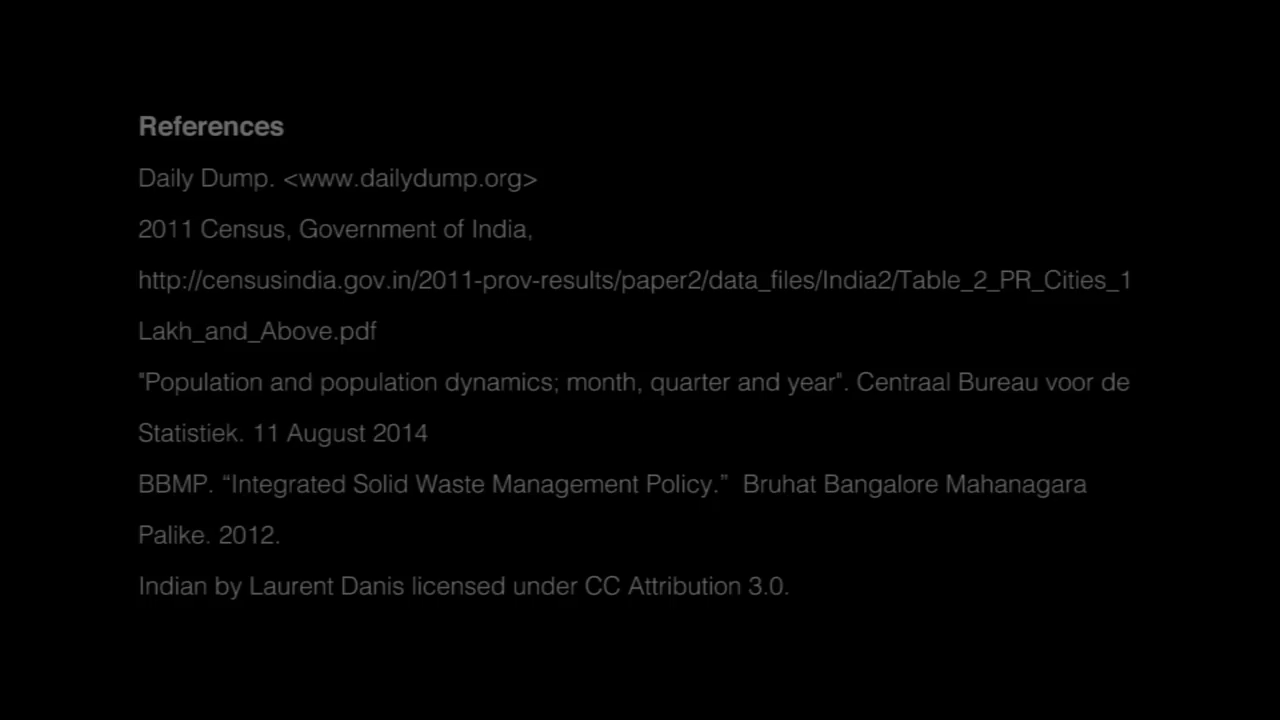 References
Daily Dump. <www.dailydump.org>
2011 Census, Government of India,
http://censusindia.gov.in/2011-prov-results/paper2/data_files/India2/Table_2_PR_Cities_1
Lakh_and_Above.pdf
"Population and population dynamics; month, quarter and year". Centraal Bureau voor de
Statistiek. 11 August 2014
BBMP. “Integrated Solid Waste Management Policy.”  Bruhat Bangalore Mahanagara
Palike. 2012.
Indian by Laurent Danis licensed under CC Attribution 3.0.